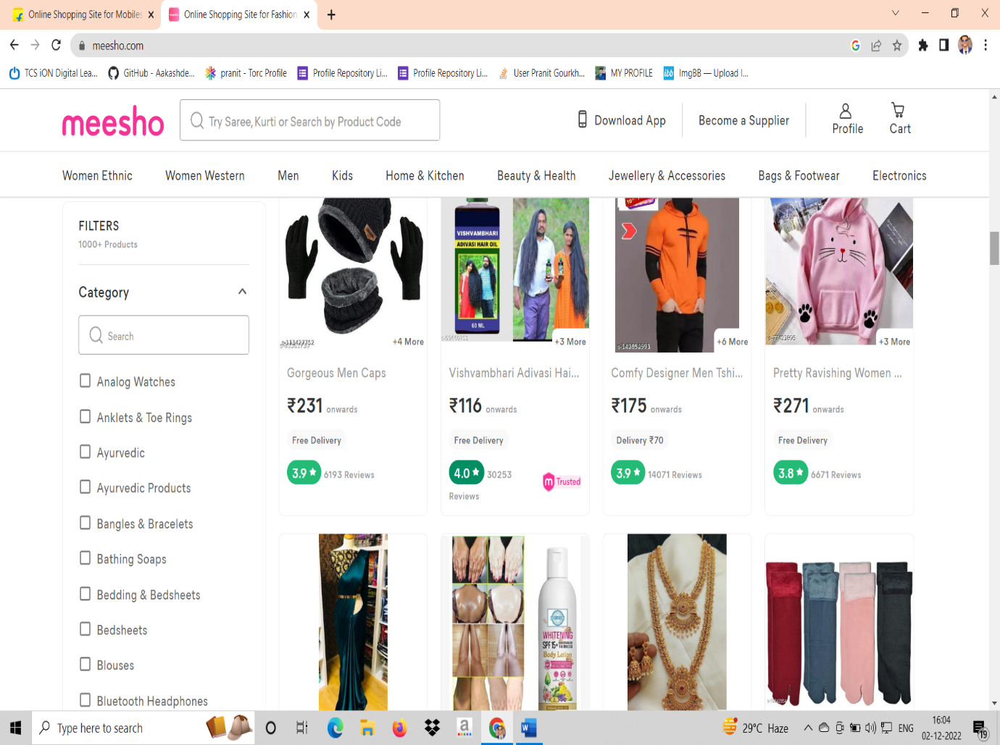 Online Shopping Site for Mobiles
Online Shopping Site for Fashion
meesho.com
TCS iON Digital Lea...
GitHub - Aakashde...
pranit - Torc Profile
Profile Repository Li...
Profile Repository Li...
User Pranit Gourkh...
MY PROFILE
ImgBB — Upload I...
meesho
Try Saree, Kurti or Search by Product Code
Download App
Become a Supplier
Profile
Cart
Women Ethnic
Women Western
Men
Kids
Home & Kitchen
Beauty & Health
Jewellery & Accessories
Bags & Footwear
Electronics
FILTERS
1000+ Products
Category
Search
Analog Watches
Anklets & Toe Rings
Ayurvedic
Ayurvedic Products
Bangles & Bracelets
Bathing Soaps
Bedding & Bedsheets
Bedsheets
Blouses
Bluetooth Headphones
+4 More
Gorgeous Men Caps
₹231 onwards
Free Delivery
3.9 ★ 6193 Reviews
VISHVAMBHARI
ADIVASI HAIR OIL
60 ML
+3 More
Vishvambhari Adivasi Hai...
₹116 onwards
Free Delivery
4.0 ★ 30253
Reviews
m Trusted
+6 More
Comfy Designer Men Tshi...
₹175 onwards
Delivery ₹70
3.9 ★ 14071 Reviews
+3 More
Pretty Ravishing Women ...
₹271 onwards
Free Delivery
3.8 ★ 6671 Reviews
WHITENING
SPF 15+
Body Lotion
Type here to search
29°C Haze
ENG
16:04
02-12-2022
19